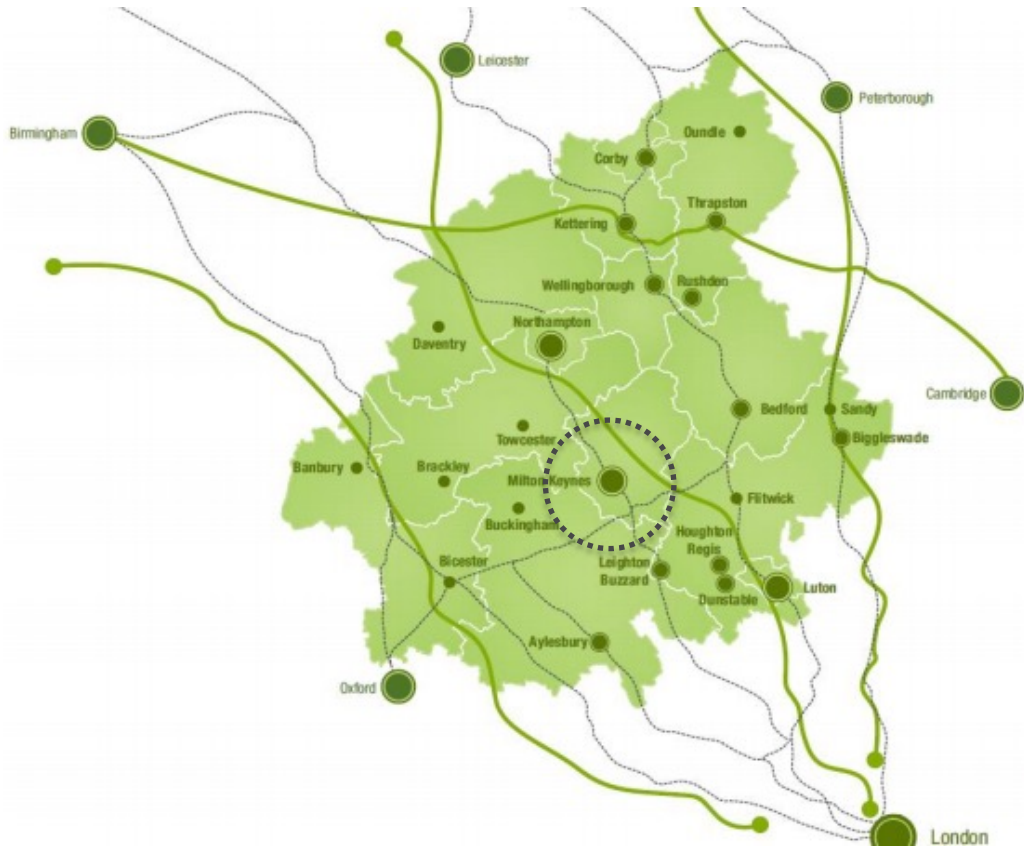 Leicester
Peterborough
Birmingham
Oundle
Corby
Thrapston
Kettering
Wellingborough
Rushden
Northampton
Daventry
Cambridge
Bedford
Sandy
Towcester
Biggleswade
Banbury
Brackley
Milton Keynes
Flitwick
Buckingham
Houghton
Regis
Bicester
Leighton
Buzzard
Luton
Dunstable
Aylesbury
Oxford
London